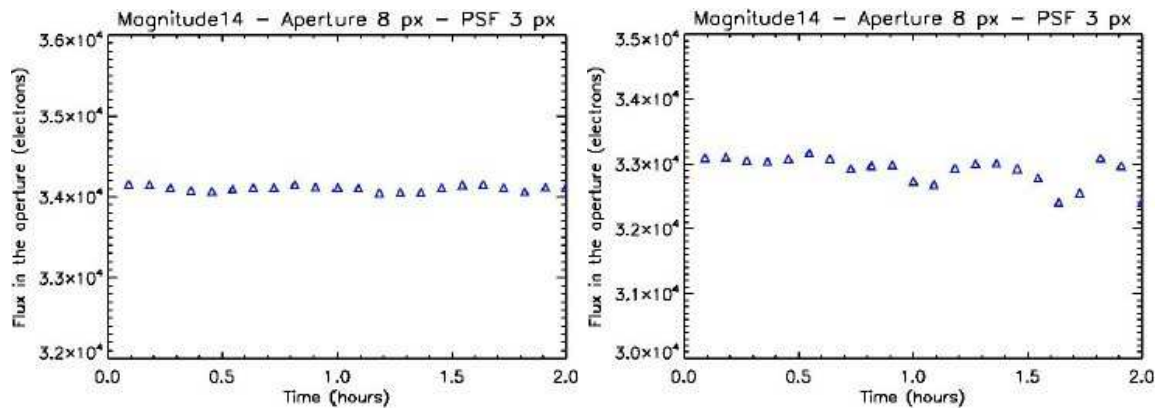 Magnitude14 - Aperture 8 px - PSF 3 px
Flux in the aperture (electrons)
3.6×10⁴
3.5×10⁴
3.4×10⁴
3.3×10⁴
3.2×10⁴
0.0 0.5 1.0 1.5 2.0
Time (hours)
Magnitude14 - Aperture 8 px - PSF 3 px
Flux in the aperture (electrons)
3.5×10⁴
3.4×10⁴
3.3×10⁴
3.2×10⁴
3.1×10⁴
3.0×10⁴
0.0 0.5 1.0 1.5 2.0
Time (hours)